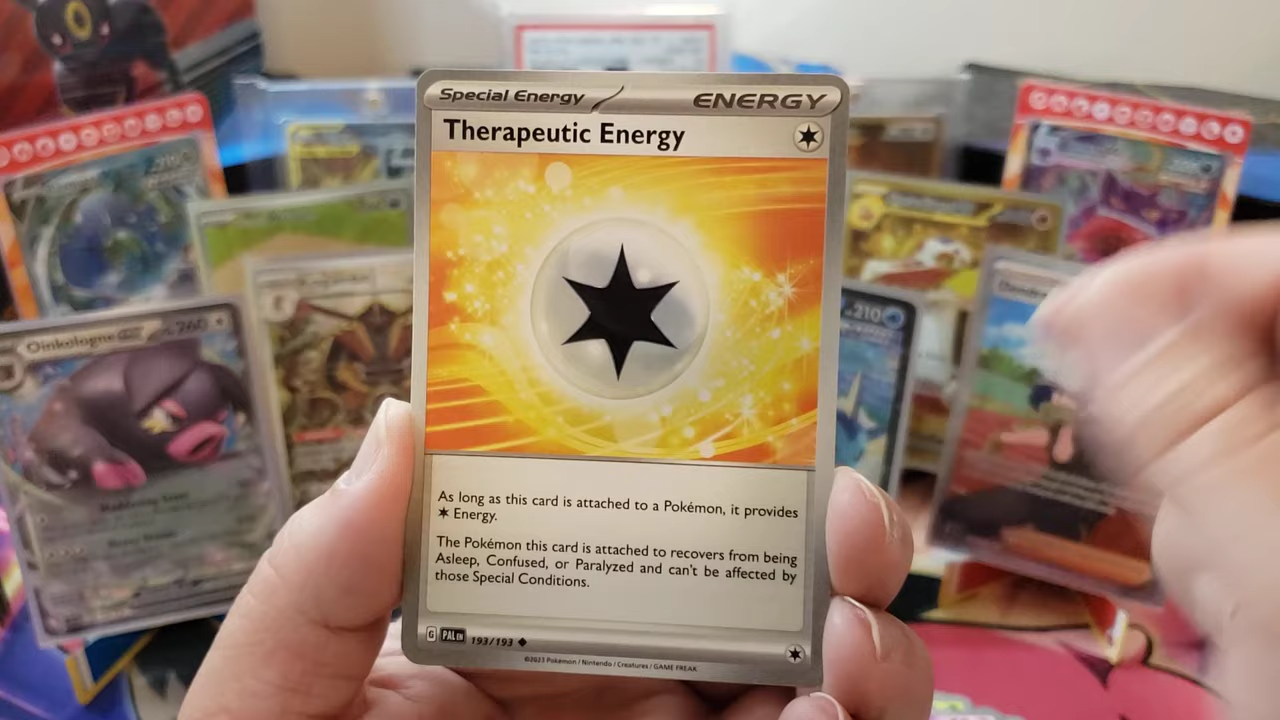 Special Energy
ENERGY
Therapeutic Energy
As long as this card is attached to a Pokémon, it provides
Energy.
The Pokémon this card is attached to recovers from being
Asleep, Confused, or Paralyzed and can't be affected by
those Special Conditions.
G PAL EN 193/193
©2023 Pokémon / Nintendo / Creatures / GAME FREAK
Oinkologne ex 260
210